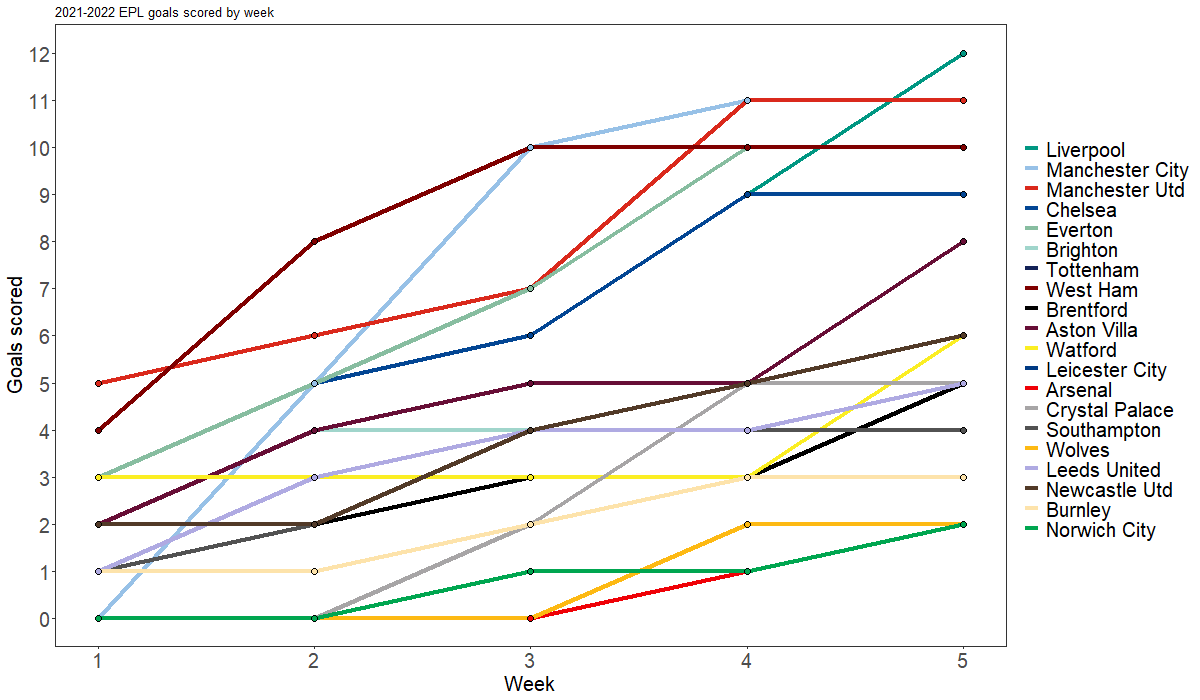 2021-2022 EPL goals scored by week
12
11
10
9
8
7
6
5
4
3
2
1
0
Goals scored
1 2 3 4 5
Week
Liverpool
Manchester City
Manchester Utd
Chelsea
Everton
Brighton
Tottenham
West Ham
Brentford
Aston Villa
Watford
Leicester City
Arsenal
Crystal Palace
Southampton
Wolves
Leeds United
Newcastle Utd
Burnley
Norwich City